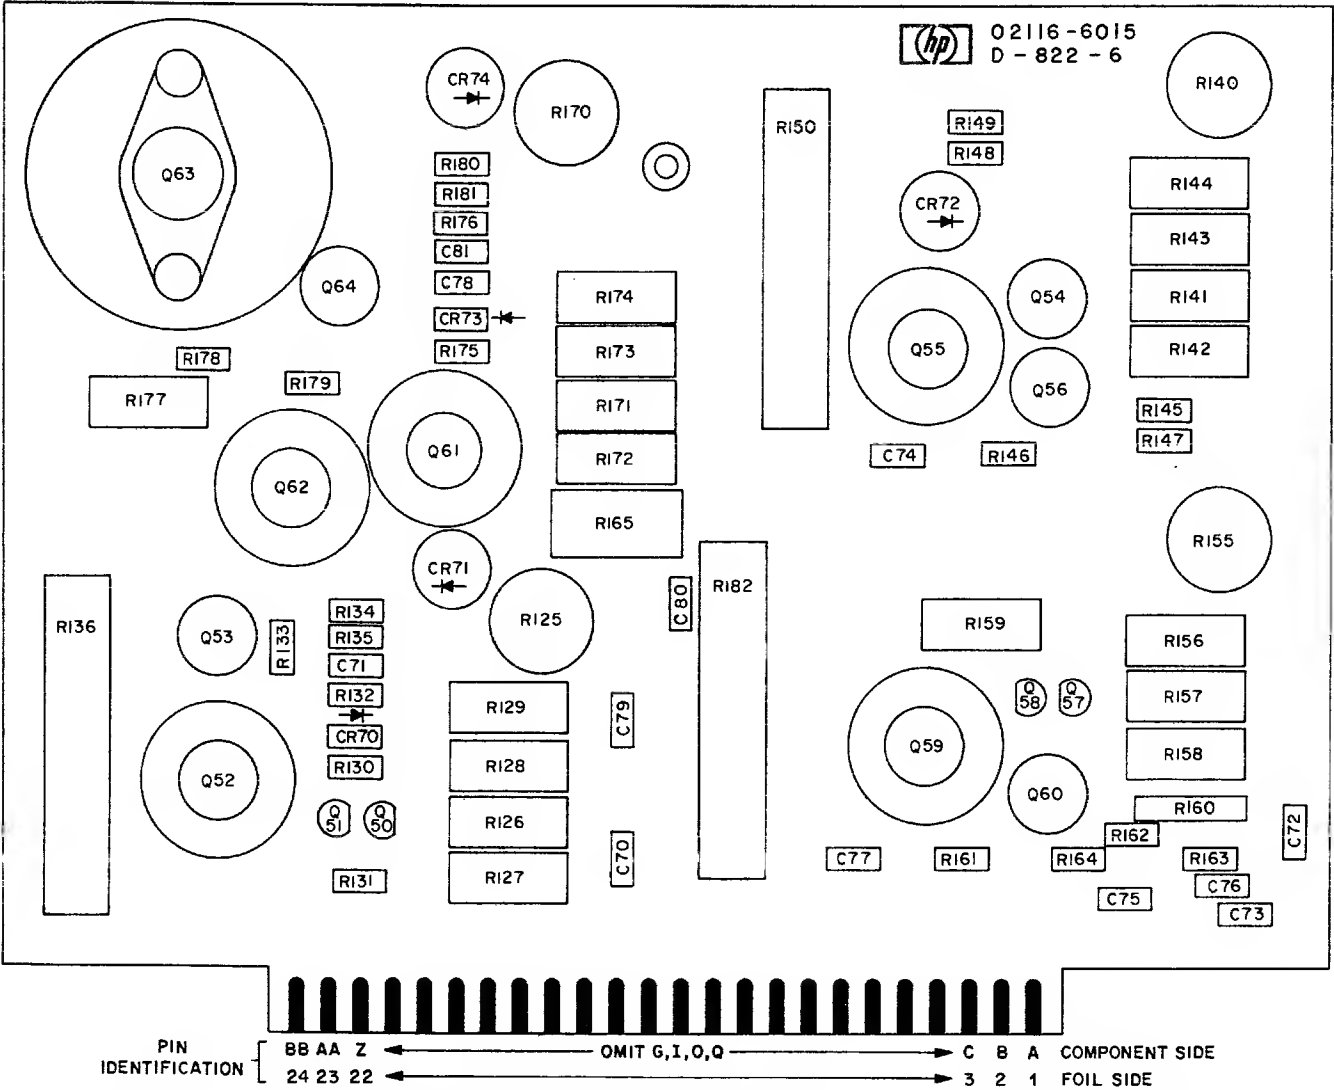 hp 02116-6015
D-822-6
CR74
R170
R150
R140
R149
R148
R180
R181
R176
C81
C78
CR73
R175
Q63
Q64
CR72
R144
R143
R141
R142
R174
R173
R171
R172
R165
Q54
Q55
Q56
R178
R177
R179
R145
R147
C74
R146
Q61
Q62
CR71
R155
R136
Q53
R133
R134
R135
C71
R132
CR70
R130
R125
C80
R182
R159
R156
R157
R158
R160
Q58
Q57
Q59
Q60
Q52
Q51
Q50
R131
R129
R128
R126
R127
C79
C70
C77
R161
R164
R162
R163
C72
C75
C76
C73
PIN IDENTIFICATION
BB AA Z OMIT G,I,O,Q C B A COMPONENT SIDE
24 23 22 3 2 1 FOIL SIDE